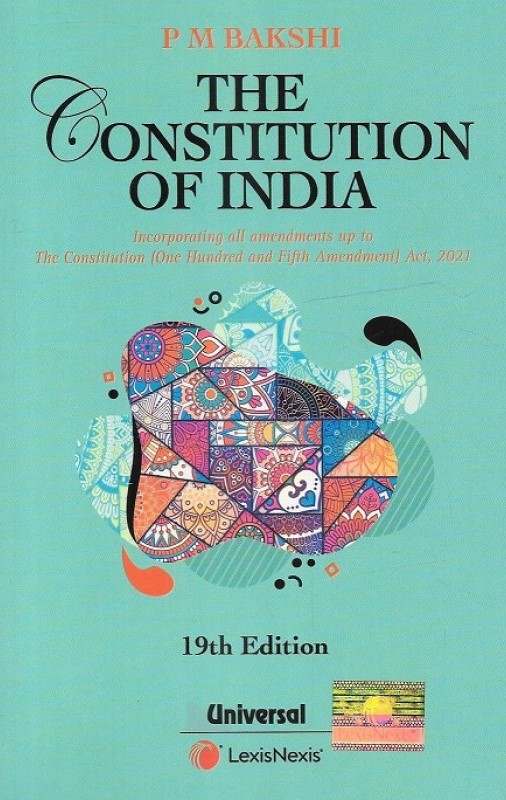 P M BAKSHI
THE
CONSTITUTION
OF INDIA
Incorporating all amendments up to
The Constitution (One Hundred and Fifth Amendment) Act, 2021
19th Edition
Universal
LexisNexis®